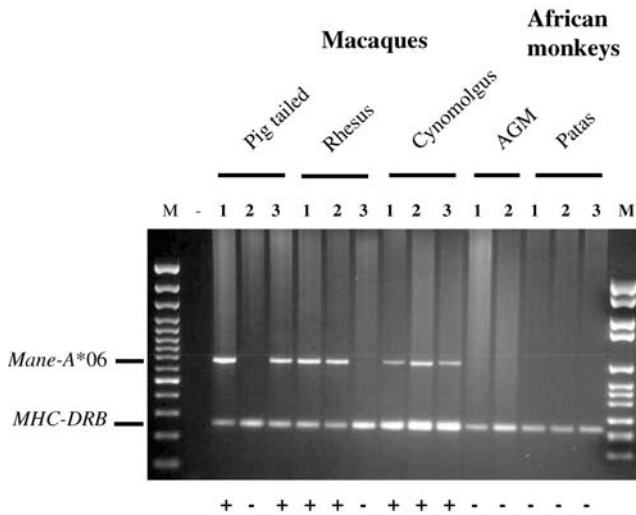 African
monkeys
Macaques
Pig tailed
Rhesus
Cynomolgus
AGM
Patas
M - 1 2 3 1 2 3 1 2 3 1 2 1 2 3 M
Mane-A*06
MHC-DRB
+ - + + + - + + + - - - - -